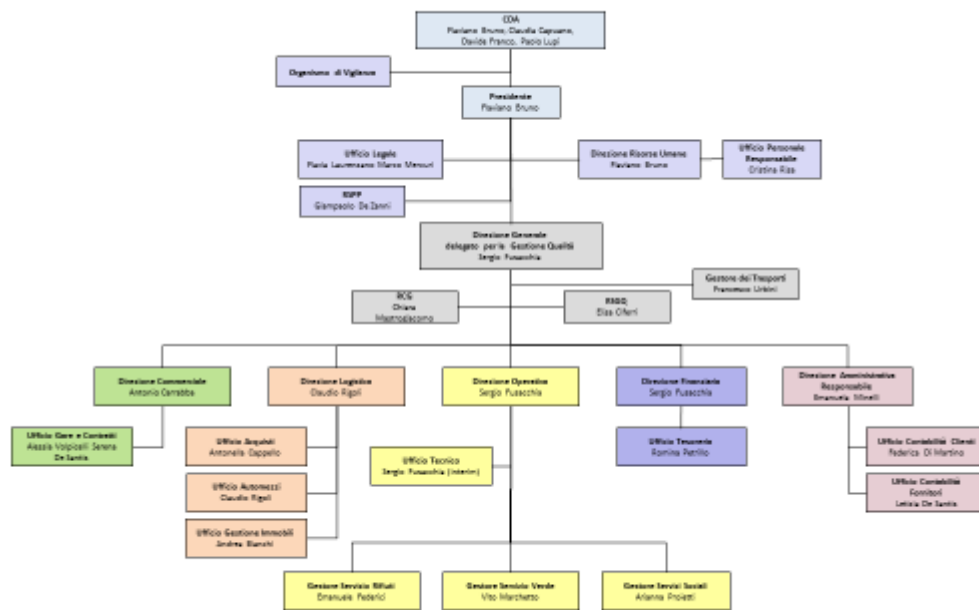 CDA
Flaviano Bruno, Claudia Capuano,
Davide Franco, Paolo Lupi
Organismo di Vigilanza
Presidente
Flaviano Bruno
Ufficio Legale
Flavia Laurenzano Marco Mercuri
Direzione Risorse Umane
Flaviano Bruno
Ufficio Personale
Responsabile
Cristina Risa
RSPP
Giampaolo De Zanni
Direzione Generale
delegato per la Gestione Qualità
Sergio Fusacchia
Gestore dei Trasporti
Francesco Urbini
RCG
Chiara
Mastrogiacomo
RSGQ
Elisa Ciferri
Direzione Commerciale
Antonio Carrabba
Direzione Logistica
Claudio Rigoli
Direzione Operativa
Sergio Fusacchia
Direzione Finanziaria
Sergio Fusacchia
Direzione Amministrativa
Responsabile
Emanuela Minelli
Ufficio Gare e Contratti
Alessia Volpicelli Serena
De Santis
Ufficio Acquisti
Antonella Cappello
Ufficio Tecnico
Sergio Fusacchia (Interim)
Ufficio Tesoreria
Romina Petrillo
Ufficio Contabilità Clienti
Federica Di Martino
Ufficio Automezzi
Claudio Rigoli
Ufficio Contabilità
Fornitori
Letizia De Santis
Ufficio Gestione Immobili
Andrea Bianchi
Gestore Servizio Rifiuti
Emanuele Federici
Gestore Servizio Verde
Vito Marchetto
Gestore Servizi Sociali
Arianna Proietti